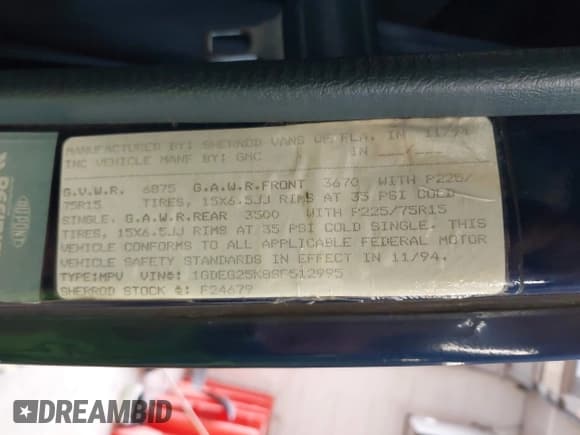 MANUFACTURED BY: SHERROD VANS OF FLA. IN 11/94
INC VEHICLE MANF BY: GMC IN
G.V.W.R. 6875 G.A.W.R.FRONT 3670 WITH P225/
75R15 TIRES, 15X6.5JJ RIMS AT 35 PSI COLD
SINGLE. G.A.W.R.REAR 3500 WITH P225/75R15
TIRES, 15X6.5JJ RIMS AT 35 PSI COLD SINGLE. THIS
VEHICLE CONFORMS TO ALL APPLICABLE FEDERAL MOTOR
VEHICLE SAFETY STANDARDS IN EFFECT IN 11/94.
TYPE:MPV VIN#: 1GDEG25K9SF512995
SHERROD STOCK #: F24679
DUPONT
DREAMBID